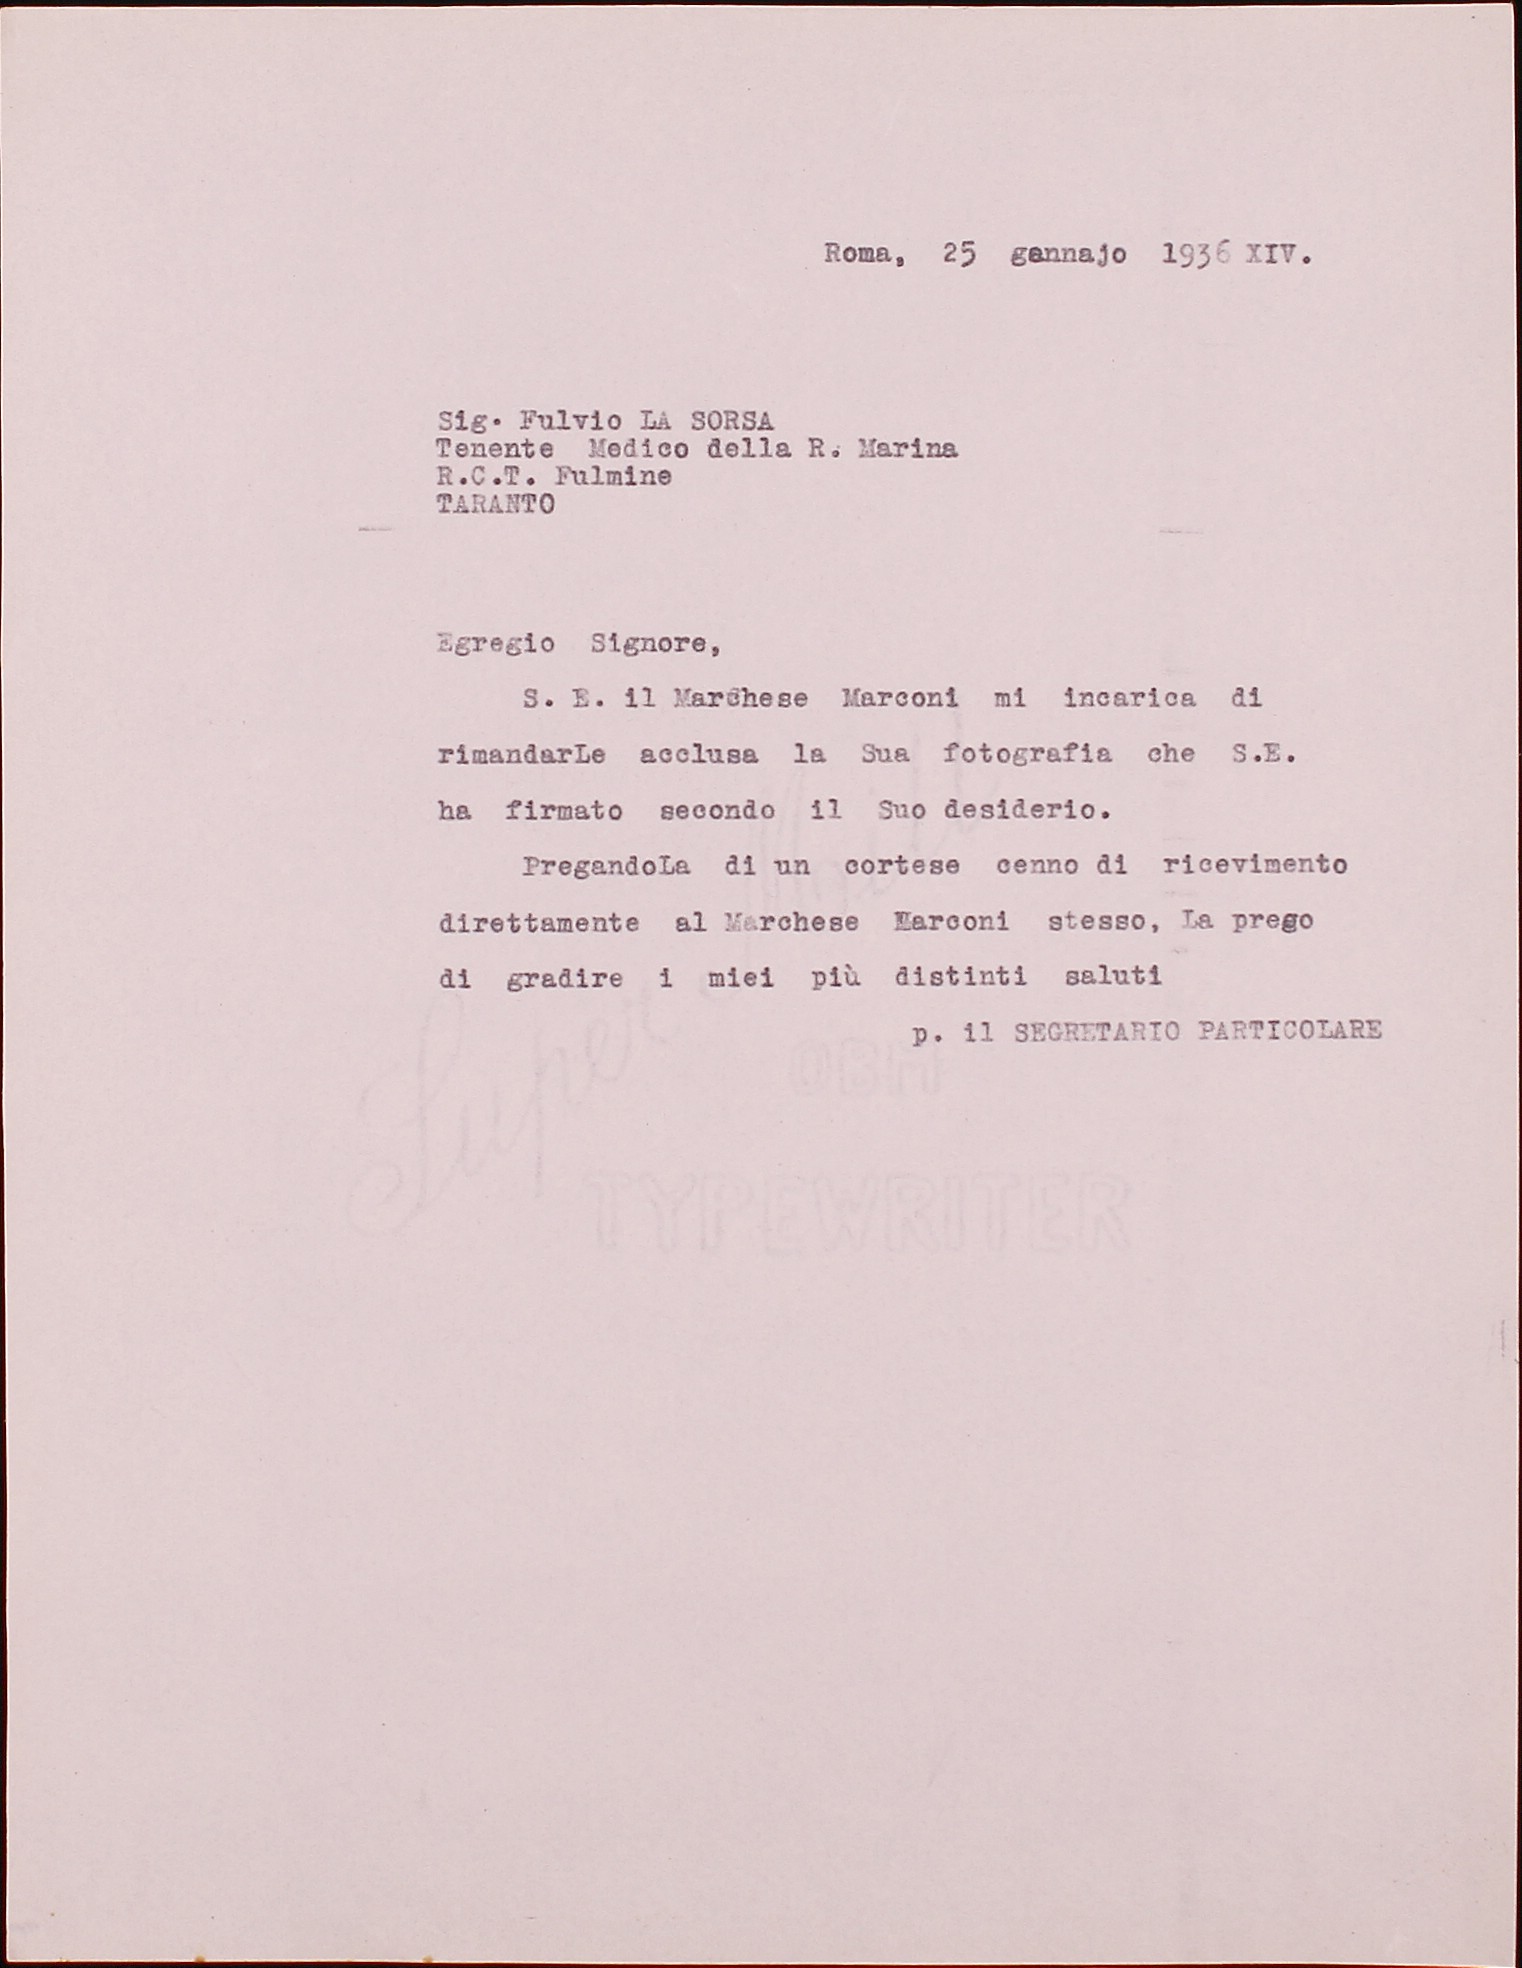 Roma, 25 gennajo 1936 XIV.
Sig. Fulvio LA SORSA
Tenente Medico della R. Marina
R.C.T. Fulmine
TARANTO
Egregio Signore,
S. E. il Marchese Marconi mi incarica di
rimandarLe acclusa la Sua fotografia che S.E.
ha firmato secondo il Suo desiderio.
PregandoLa di un cortese cenno di ricevimento
direttamente al Marchese Marconi stesso, La prego
di gradire i miei più distinti saluti
p. il SEGRETARIO PARTICOLARE
Super
OBM
TYPEWRITER